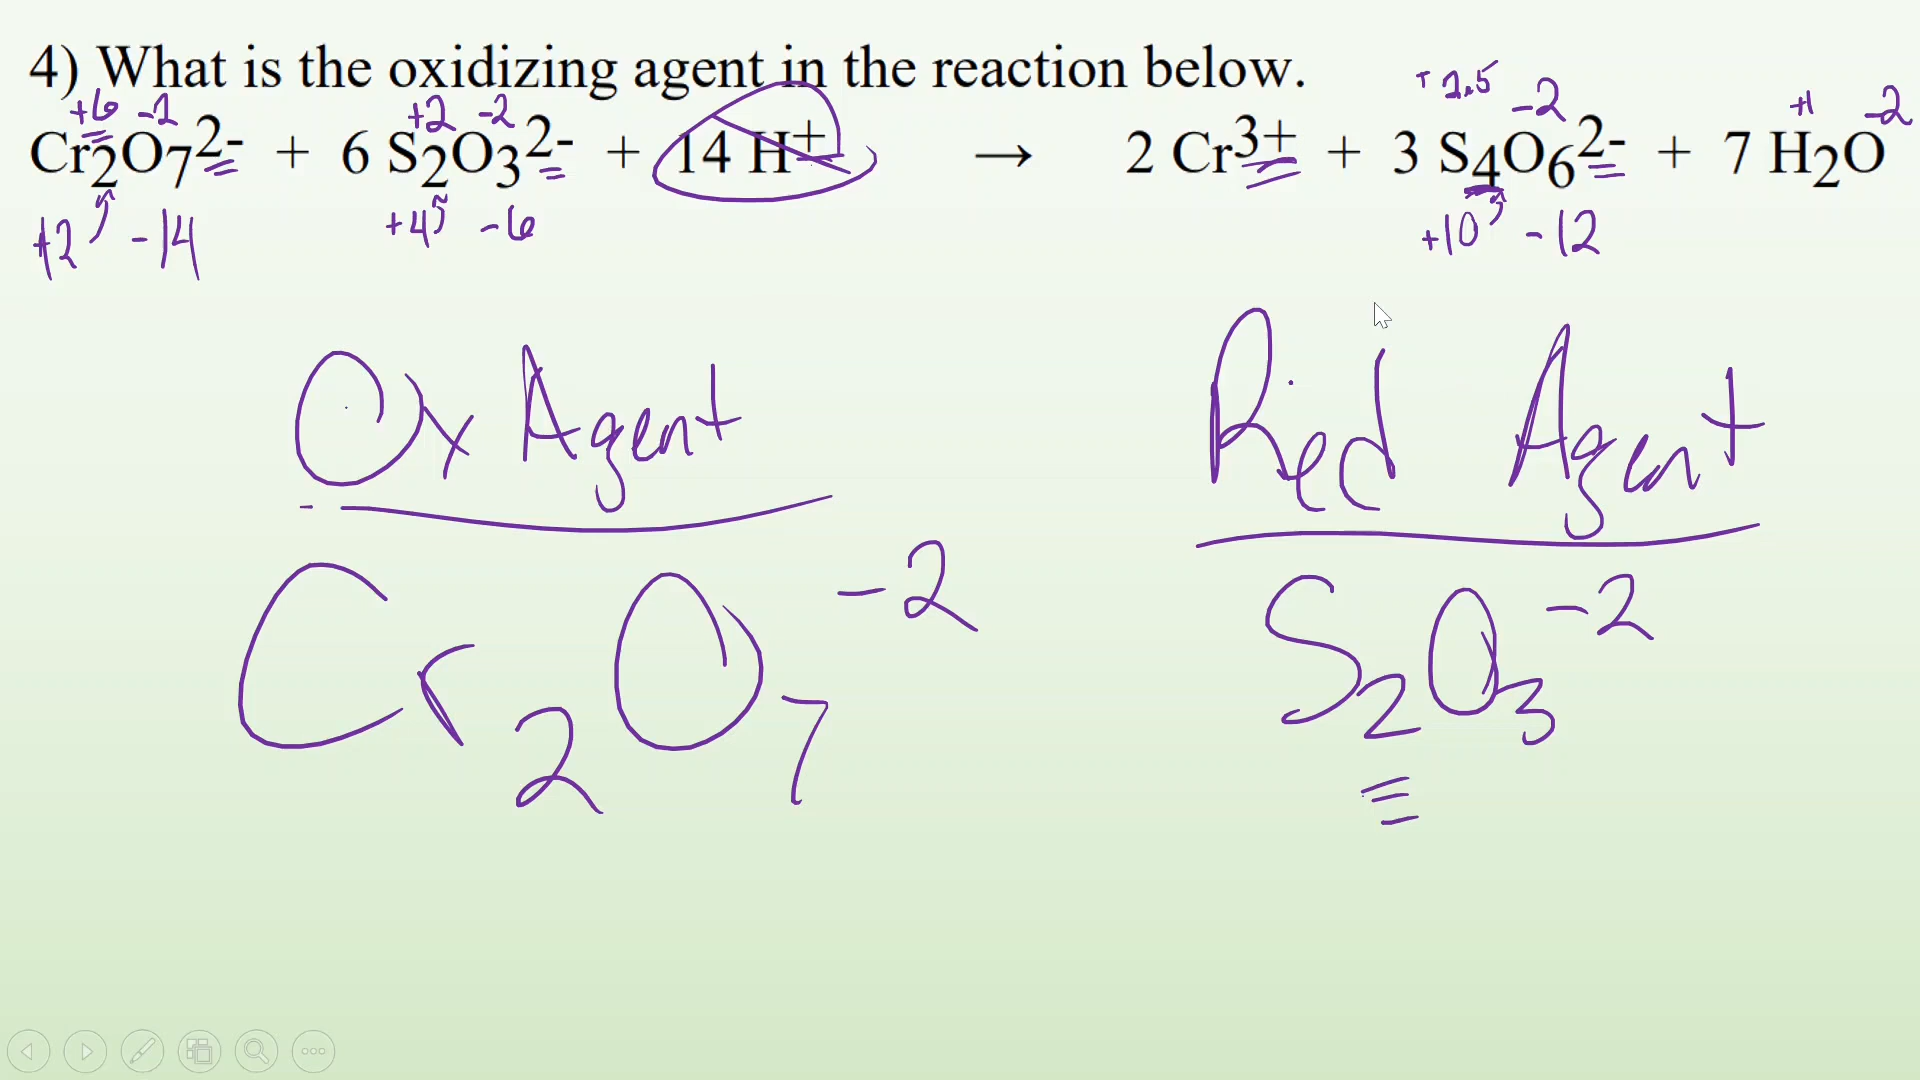 4) What is the oxidizing agent in the reaction below.
+6 -2 +2 -2 +2.5 -2 +1 -2
Cr₂O₇²⁻ + 6 S₂O₃²⁻ + 14 H⁺ → 2 Cr³⁺ + 3 S₄O₆²⁻ + 7 H₂O
+12 -14 +4 -6 +10 -12
Ox Agent Red Agent
Cr₂O₇⁻² S₂O₃⁻²